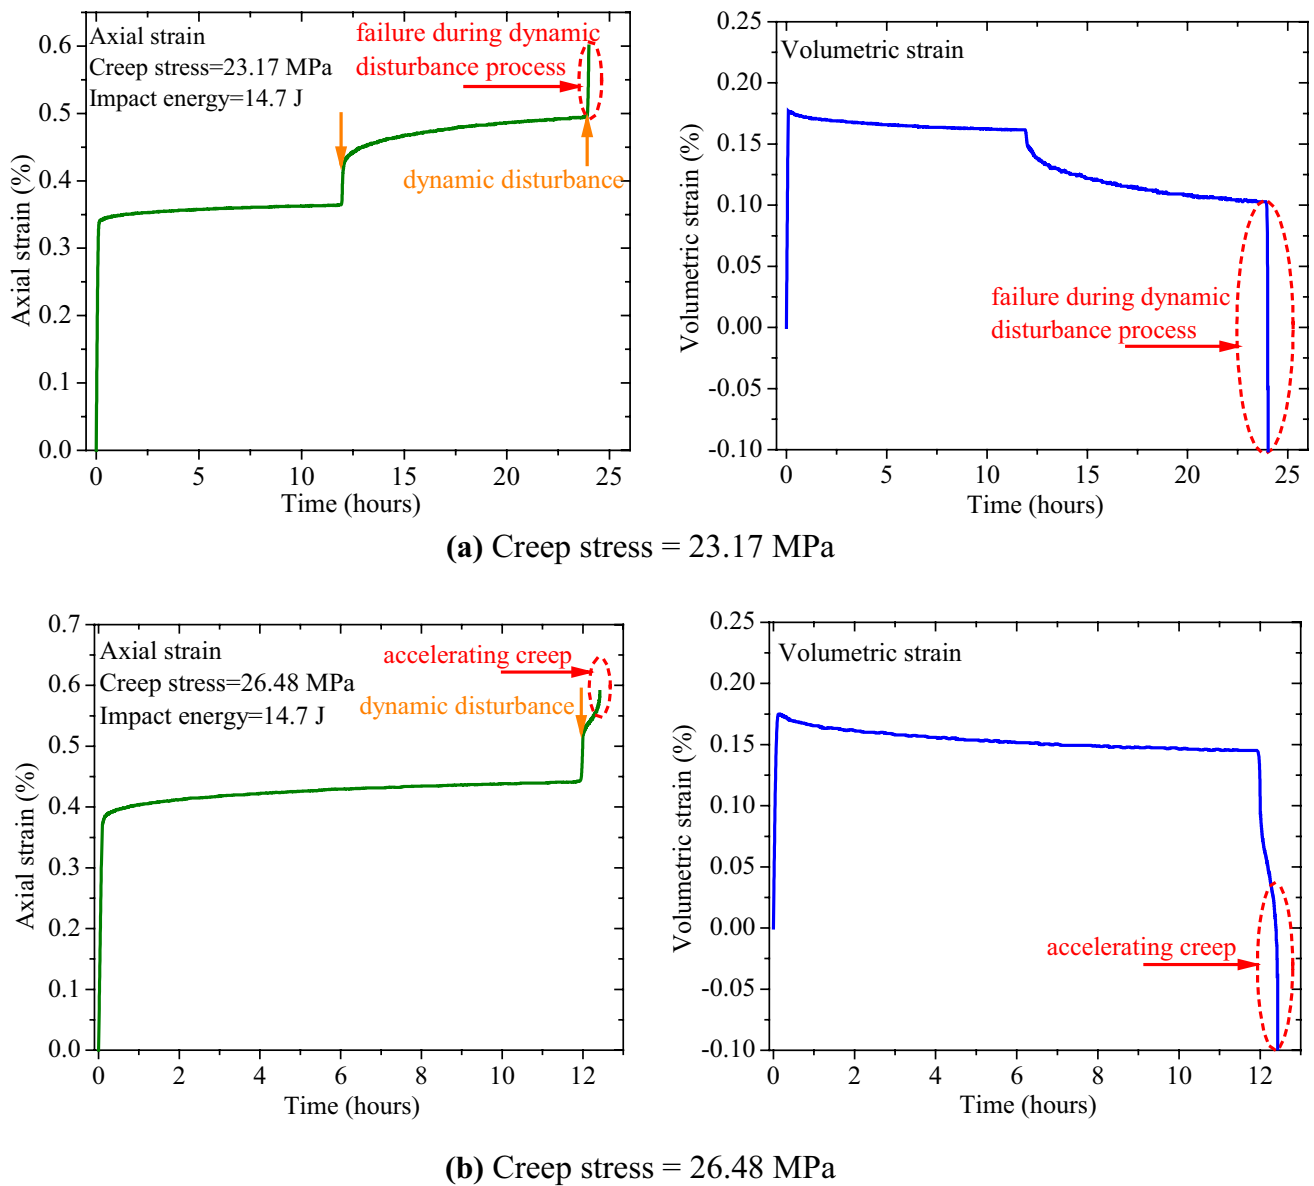 Axial strain
Creep stress=23.17 MPa
Impact energy=14.7 J
failure during dynamic
disturbance process
dynamic disturbance
Axial strain (%)
0.6
0.5
0.4
0.3
0.2
0.1
0.0
0 5 10 15 20 25
Time (hours)
Volumetric strain
failure during dynamic
disturbance process
Volumetric strain (%)
0.25
0.20
0.15
0.10
0.05
0.00
-0.05
-0.10
0 5 10 15 20 25
Time (hours)
(a) Creep stress = 23.17 MPa
Axial strain
Creep stress=26.48 MPa
Impact energy=14.7 J
accelerating creep
dynamic disturbance
Axial strain (%)
0.7
0.6
0.5
0.4
0.3
0.2
0.1
0.0
0 2 4 6 8 10 12
Time (hours)
Volumetric strain
accelerating creep
Volumetric strain (%)
0.25
0.20
0.15
0.10
0.05
0.00
-0.05
-0.10
0 2 4 6 8 10 12
Time (hours)
(b) Creep stress = 26.48 MPa